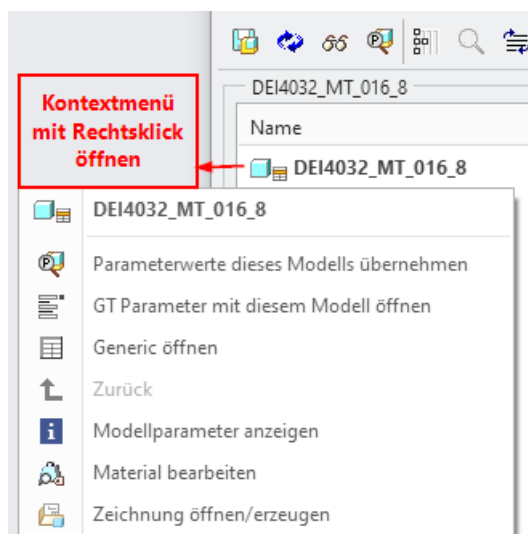 DEI4032_MT_016_8
Name
Kontextmenü
mit Rechtsklick
öffnen
DEI4032_MT_016_8
DEI4032_MT_016_8
Parameterwerte dieses Modells übernehmen
GT Parameter mit diesem Modell öffnen
Generic öffnen
Zurück
Modellparameter anzeigen
Material bearbeiten
Zeichnung öffnen/erzeugen